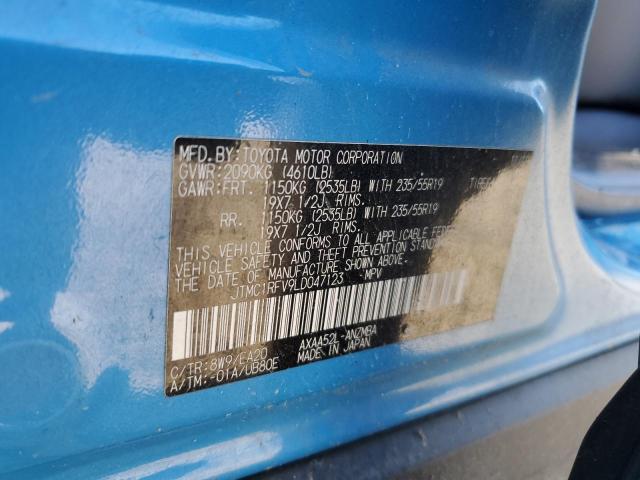 MFD.BY:TOYOTA MOTOR CORPORATION
GVWR:2090KG (4610LB)
GAWR:FRT. 1150KG (2535LB) WITH 235/55R19
19X7 1/2J RIMS.
RR. 1150KG (2535LB) WITH 235/55R19
19X7 1/2J RIMS.
THIS VEHICLE CONFORMS TO ALL APPLICABLE
VEHICLE SAFETY AND THEFT PREVENTION
THE DATE OF MANUFACTURE SHOWN ABOVE.
JTMC1RFV9LD047123 MPV
C/TR:8W9/EA20 AXAA52L-ANZMBA
A/TM:-01A/UB80E MADE IN JAPAN